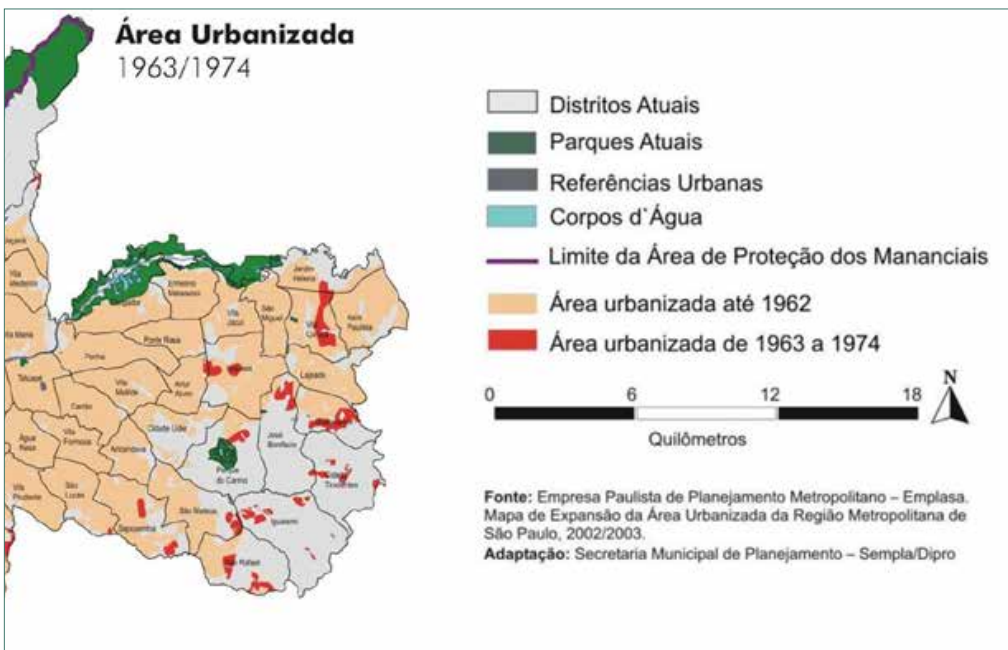 Área Urbanizada
1963/1974
Distritos Atuais
Parques Atuais
Referências Urbanas
Corpos d`Água
Limite da Área de Proteção dos Mananciais
Área urbanizada até 1962
Área urbanizada de 1963 a 1974
0 6 12 18
N
Quilômetros
Fonte: Empresa Paulista de Planejamento Metropolitano – Emplasa.
Mapa de Expansão da Área Urbanizada da Região Metropolitana de
São Paulo, 2002/2003.
Adaptação: Secretaria Municipal de Planejamento – Sempla/Dipro
Vila
Medeiros
Jardim
Helena
Ermelino
Matarazzo
Vila
Jacuí
São
Miguel
Itaim
Paulista
Ponte Rasa
Penha
Lajeado
Tatuapé
Vila
Matilde
Artur
Alvim
Carrão
Cidade Líder
José
Bonifácio
Água
Rasa
Vila
Formosa
Aricanduva
Parque
do Carmo
Cidade
Tiradentes
São
Lucas
Vila
Prudente
São Mateus
Iguatemi
Sapopemba
São Rafael